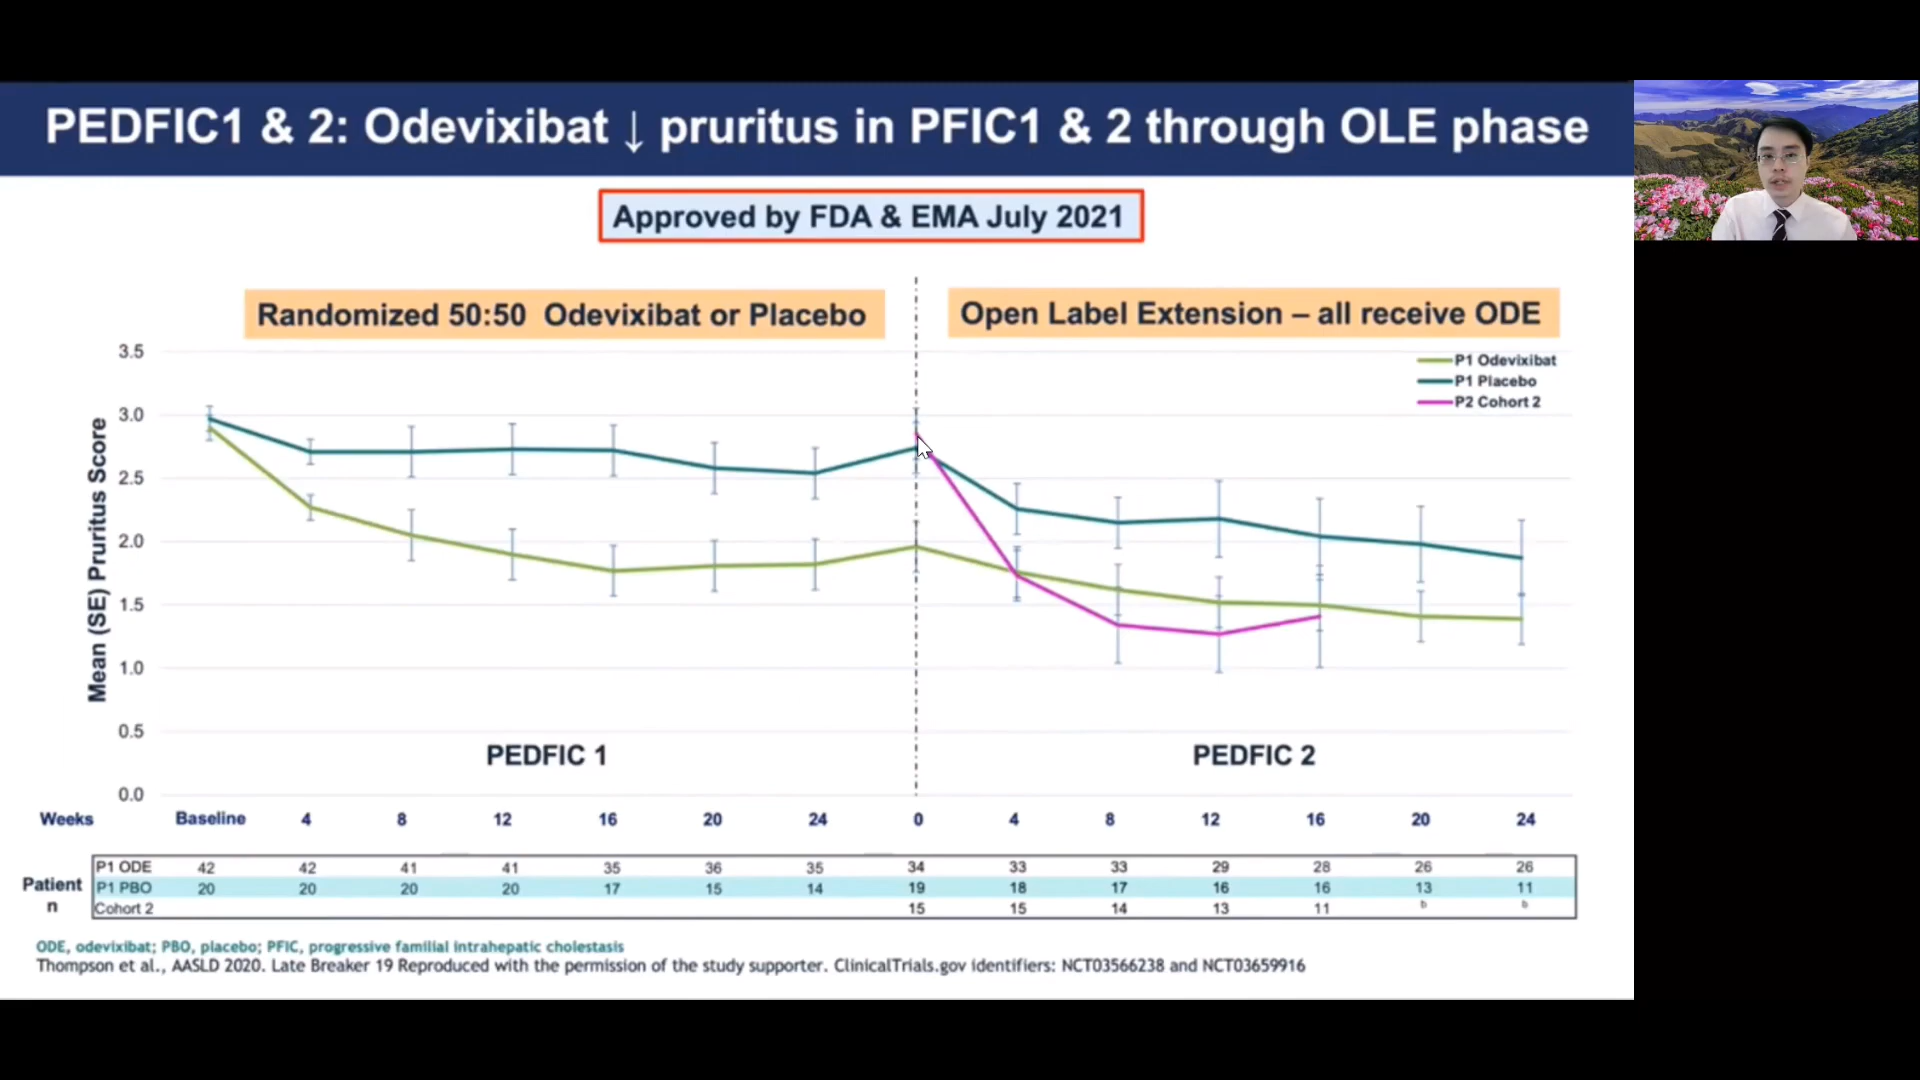 PEDFIC1 & 2: Odevixibat ↓ pruritus in PFIC1 & 2 through OLE phase
Approved by FDA & EMA July 2021
Randomized 50:50 Odevixibat or Placebo
Open Label Extension – all receive ODE
P1 Odevixibat
P1 Placebo
P2 Cohort 2
Mean (SE) Pruritus Score
3.5
3.0
2.5
2.0
1.5
1.0
0.5
0.0
PEDFIC 1
PEDFIC 2
Weeks Baseline 4 8 12 16 20 24 0 4 8 12 16 20 24
Patient n
P1 ODE 42 42 41 41 35 36 35 34 33 33 29 28 26 26
P1 PBO 20 20 20 20 17 15 14 19 18 17 16 16 13 11
Cohort 2 15 15 14 13 11 b b
ODE, odevixibat; PBO, placebo; PFIC, progressive familial intrahepatic cholestasis
Thompson et al., AASLD 2020. Late Breaker 19 Reproduced with the permission of the study supporter. ClinicalTrials.gov identifiers: NCT03566238 and NCT03659916